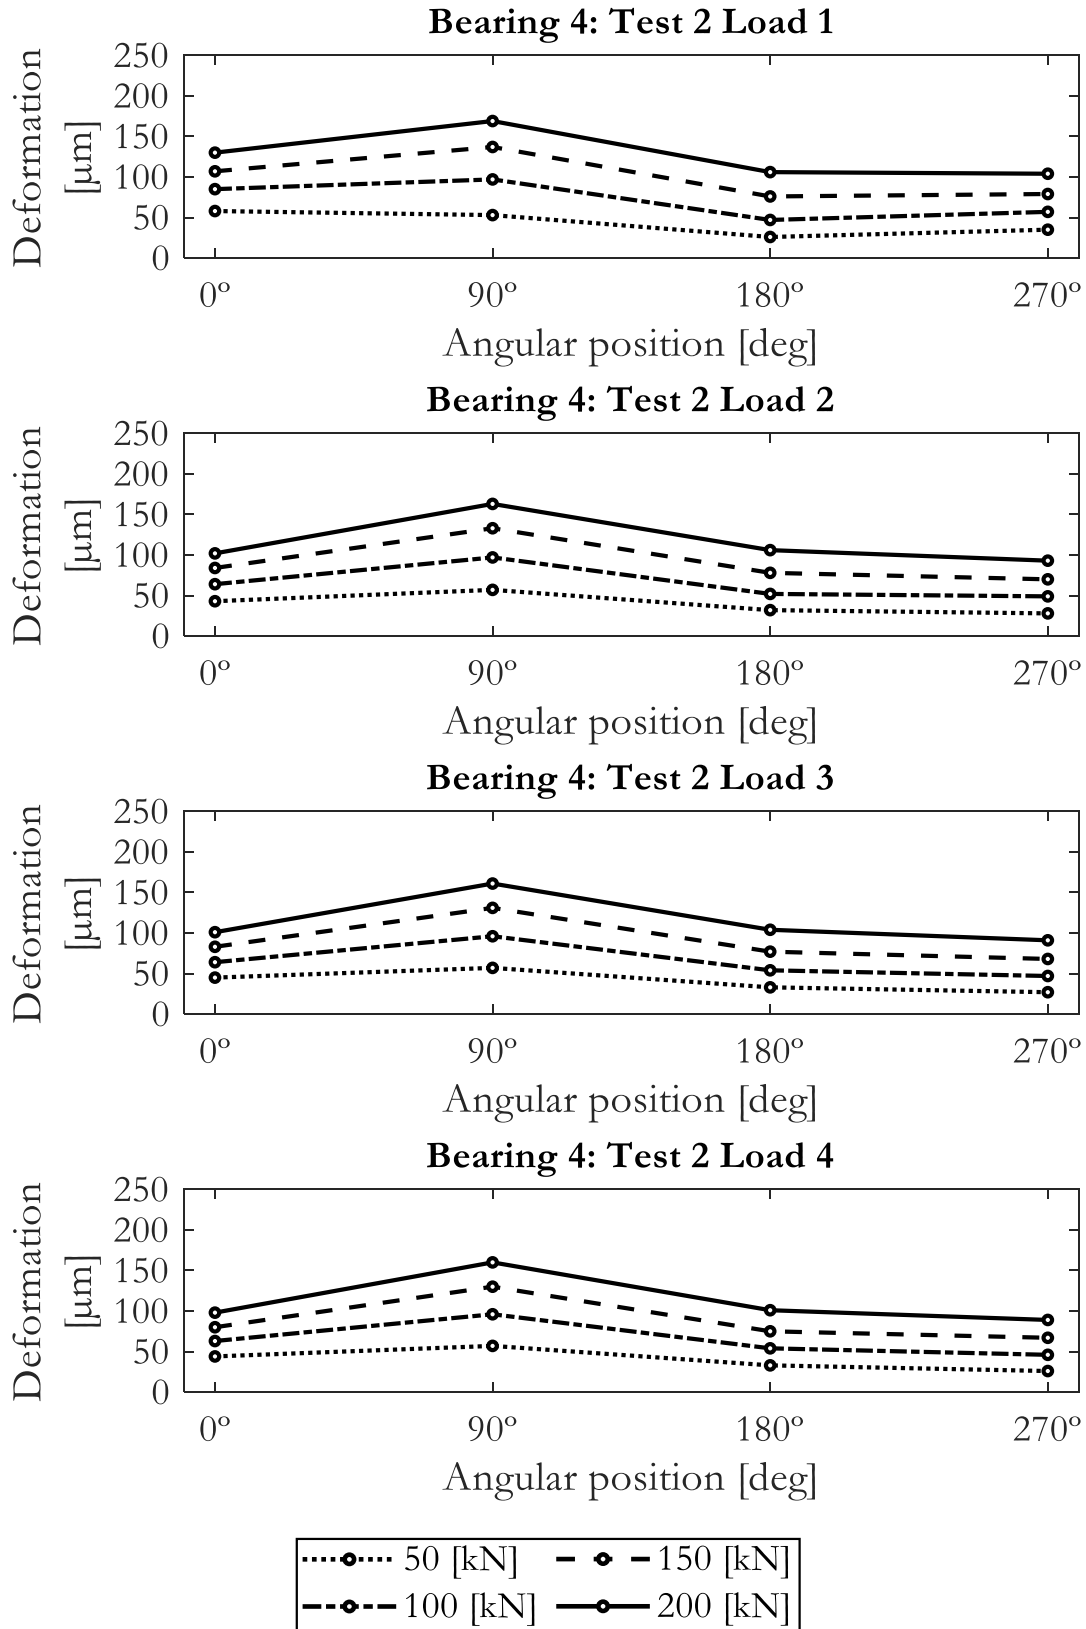 Bearing 4: Test 2 Load 1
Deformation
[µm]
250
200
150
100
50
0
0º 90º 180º 270º
Angular position [deg]
Bearing 4: Test 2 Load 2
Deformation
[µm]
250
200
150
100
50
0
0º 90º 180º 270º
Angular position [deg]
Bearing 4: Test 2 Load 3
Deformation
[µm]
250
200
150
100
50
0
0º 90º 180º 270º
Angular position [deg]
Bearing 4: Test 2 Load 4
Deformation
[µm]
250
200
150
100
50
0
0º 90º 180º 270º
Angular position [deg]
50 [kN] 150 [kN]
100 [kN] 200 [kN]